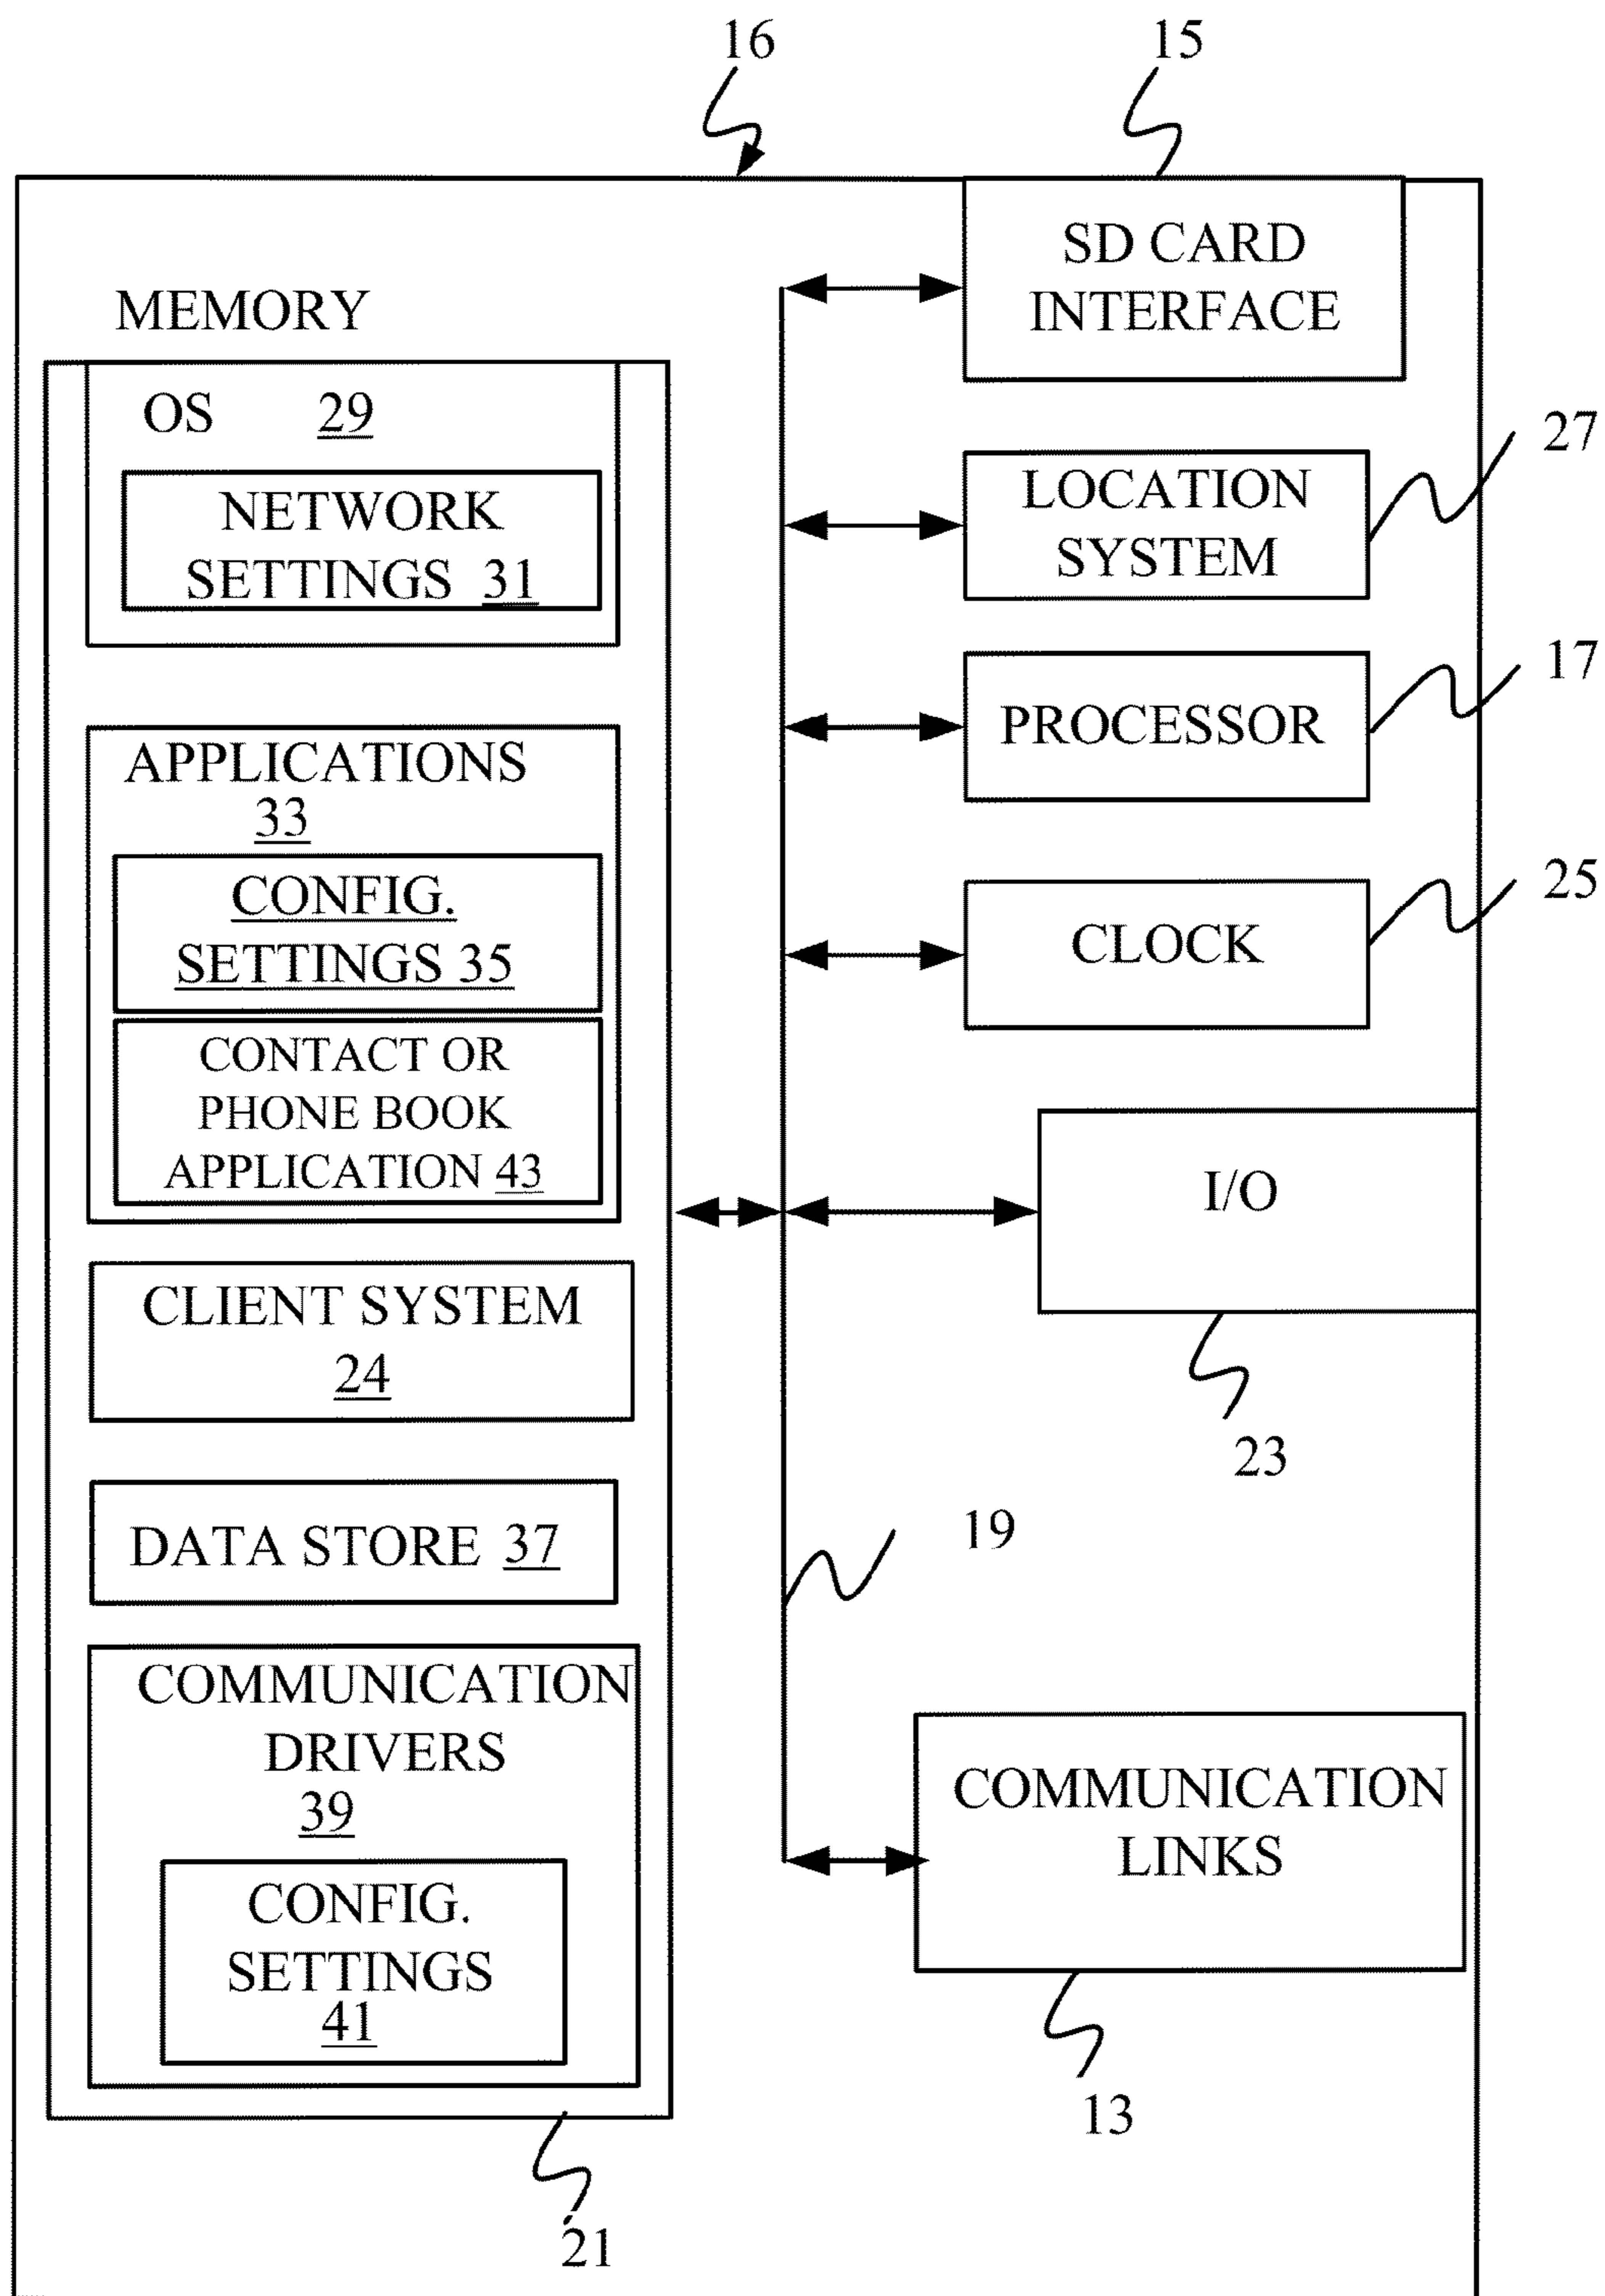 16
15
SD CARD
INTERFACE
MEMORY
OS 29
NETWORK
SETTINGS 31
27
LOCATION
SYSTEM
17
PROCESSOR
APPLICATIONS
33
CONFIG.
SETTINGS 35
25
CLOCK
CONTACT OR
PHONE BOOK
APPLICATION 43
I/O
CLIENT SYSTEM
24
23
DATA STORE 37
19
COMMUNICATION
DRIVERS
39
CONFIG.
SETTINGS
41
COMMUNICATION
LINKS
13
21